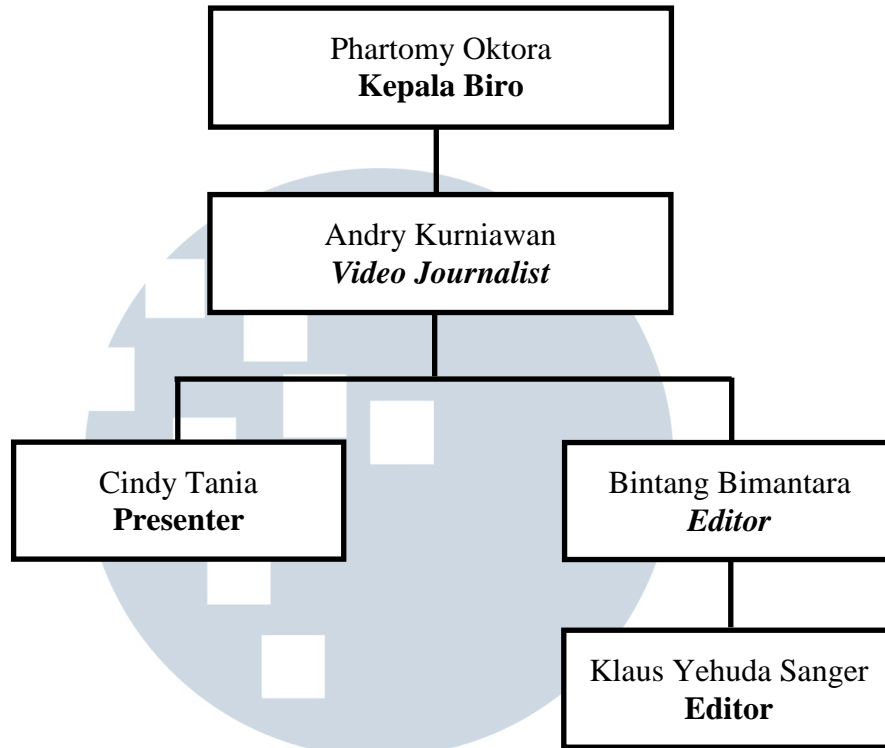 Phartomy Oktora
Kepala Biro
Andry Kurniawan
Video Journalist
Cindy Tania
Presenter
Bintang Bimantara
Editor
Klaus Yehuda Sanger
Editor